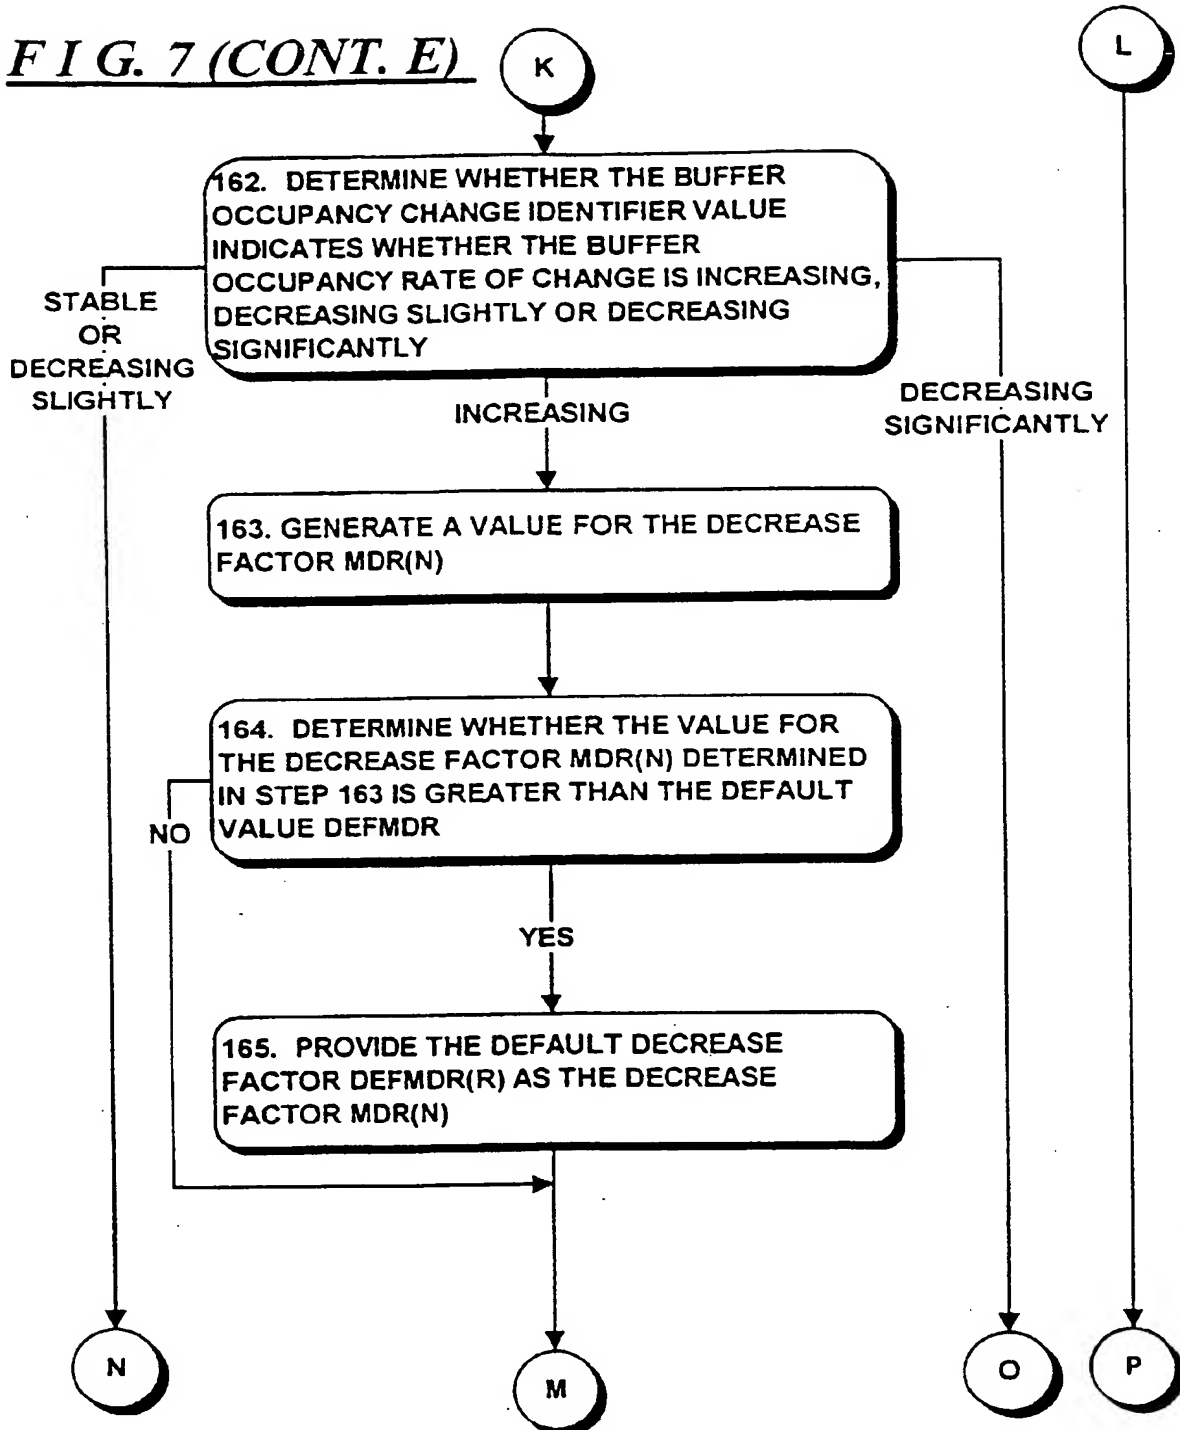 F I G. 7 (CONT. E)
K
L
162. DETERMINE WHETHER THE BUFFER
OCCUPANCY CHANGE IDENTIFIER VALUE
INDICATES WHETHER THE BUFFER
OCCUPANCY RATE OF CHANGE IS INCREASING,
DECREASING SLIGHTLY OR DECREASING
SIGNIFICANTLY
STABLE
OR
DECREASING
SLIGHTLY
INCREASING
DECREASING
SIGNIFICANTLY
163. GENERATE A VALUE FOR THE DECREASE
FACTOR MDR(N)
164. DETERMINE WHETHER THE VALUE FOR
THE DECREASE FACTOR MDR(N) DETERMINED
IN STEP 163 IS GREATER THAN THE DEFAULT
VALUE DEFMDR
NO
YES
165. PROVIDE THE DEFAULT DECREASE
FACTOR DEFMDR(R) AS THE DECREASE
FACTOR MDR(N)
N
M
O
P